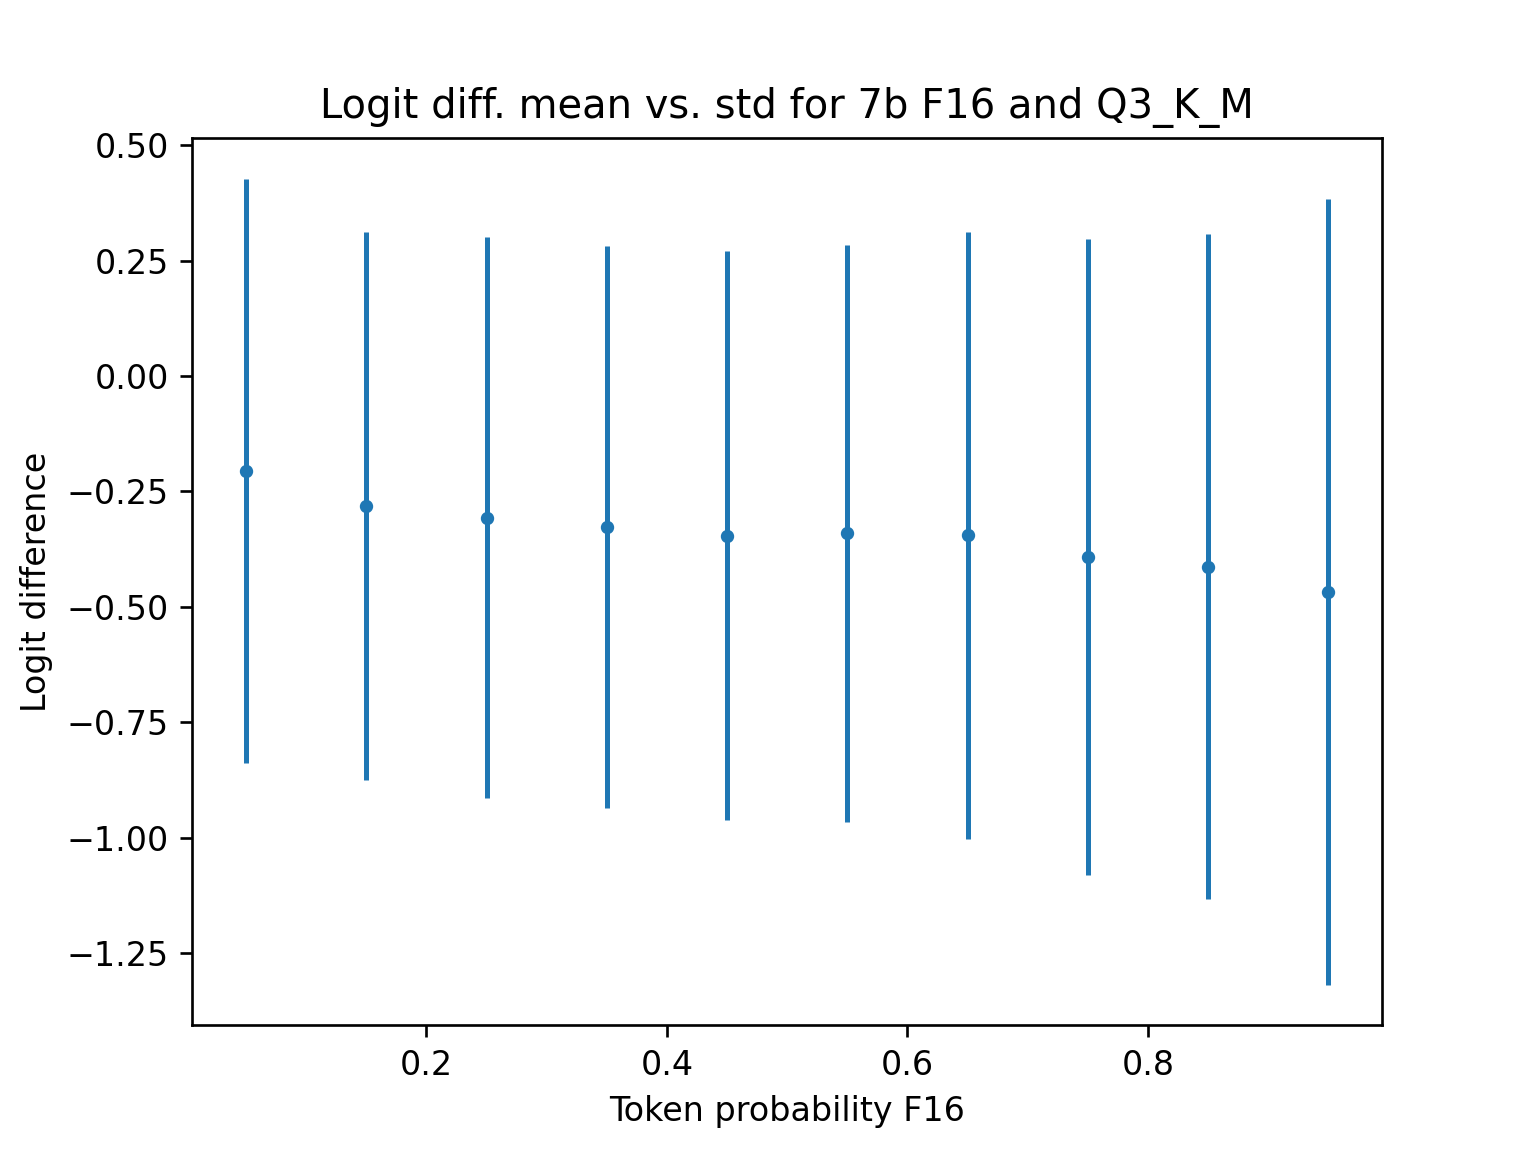 Logit diff. mean vs. std for 7b F16 and Q3_K_M
0.50
0.25
0.00
−0.25
−0.50
−0.75
−1.00
−1.25
Logit difference
0.2 0.4 0.6 0.8
Token probability F16